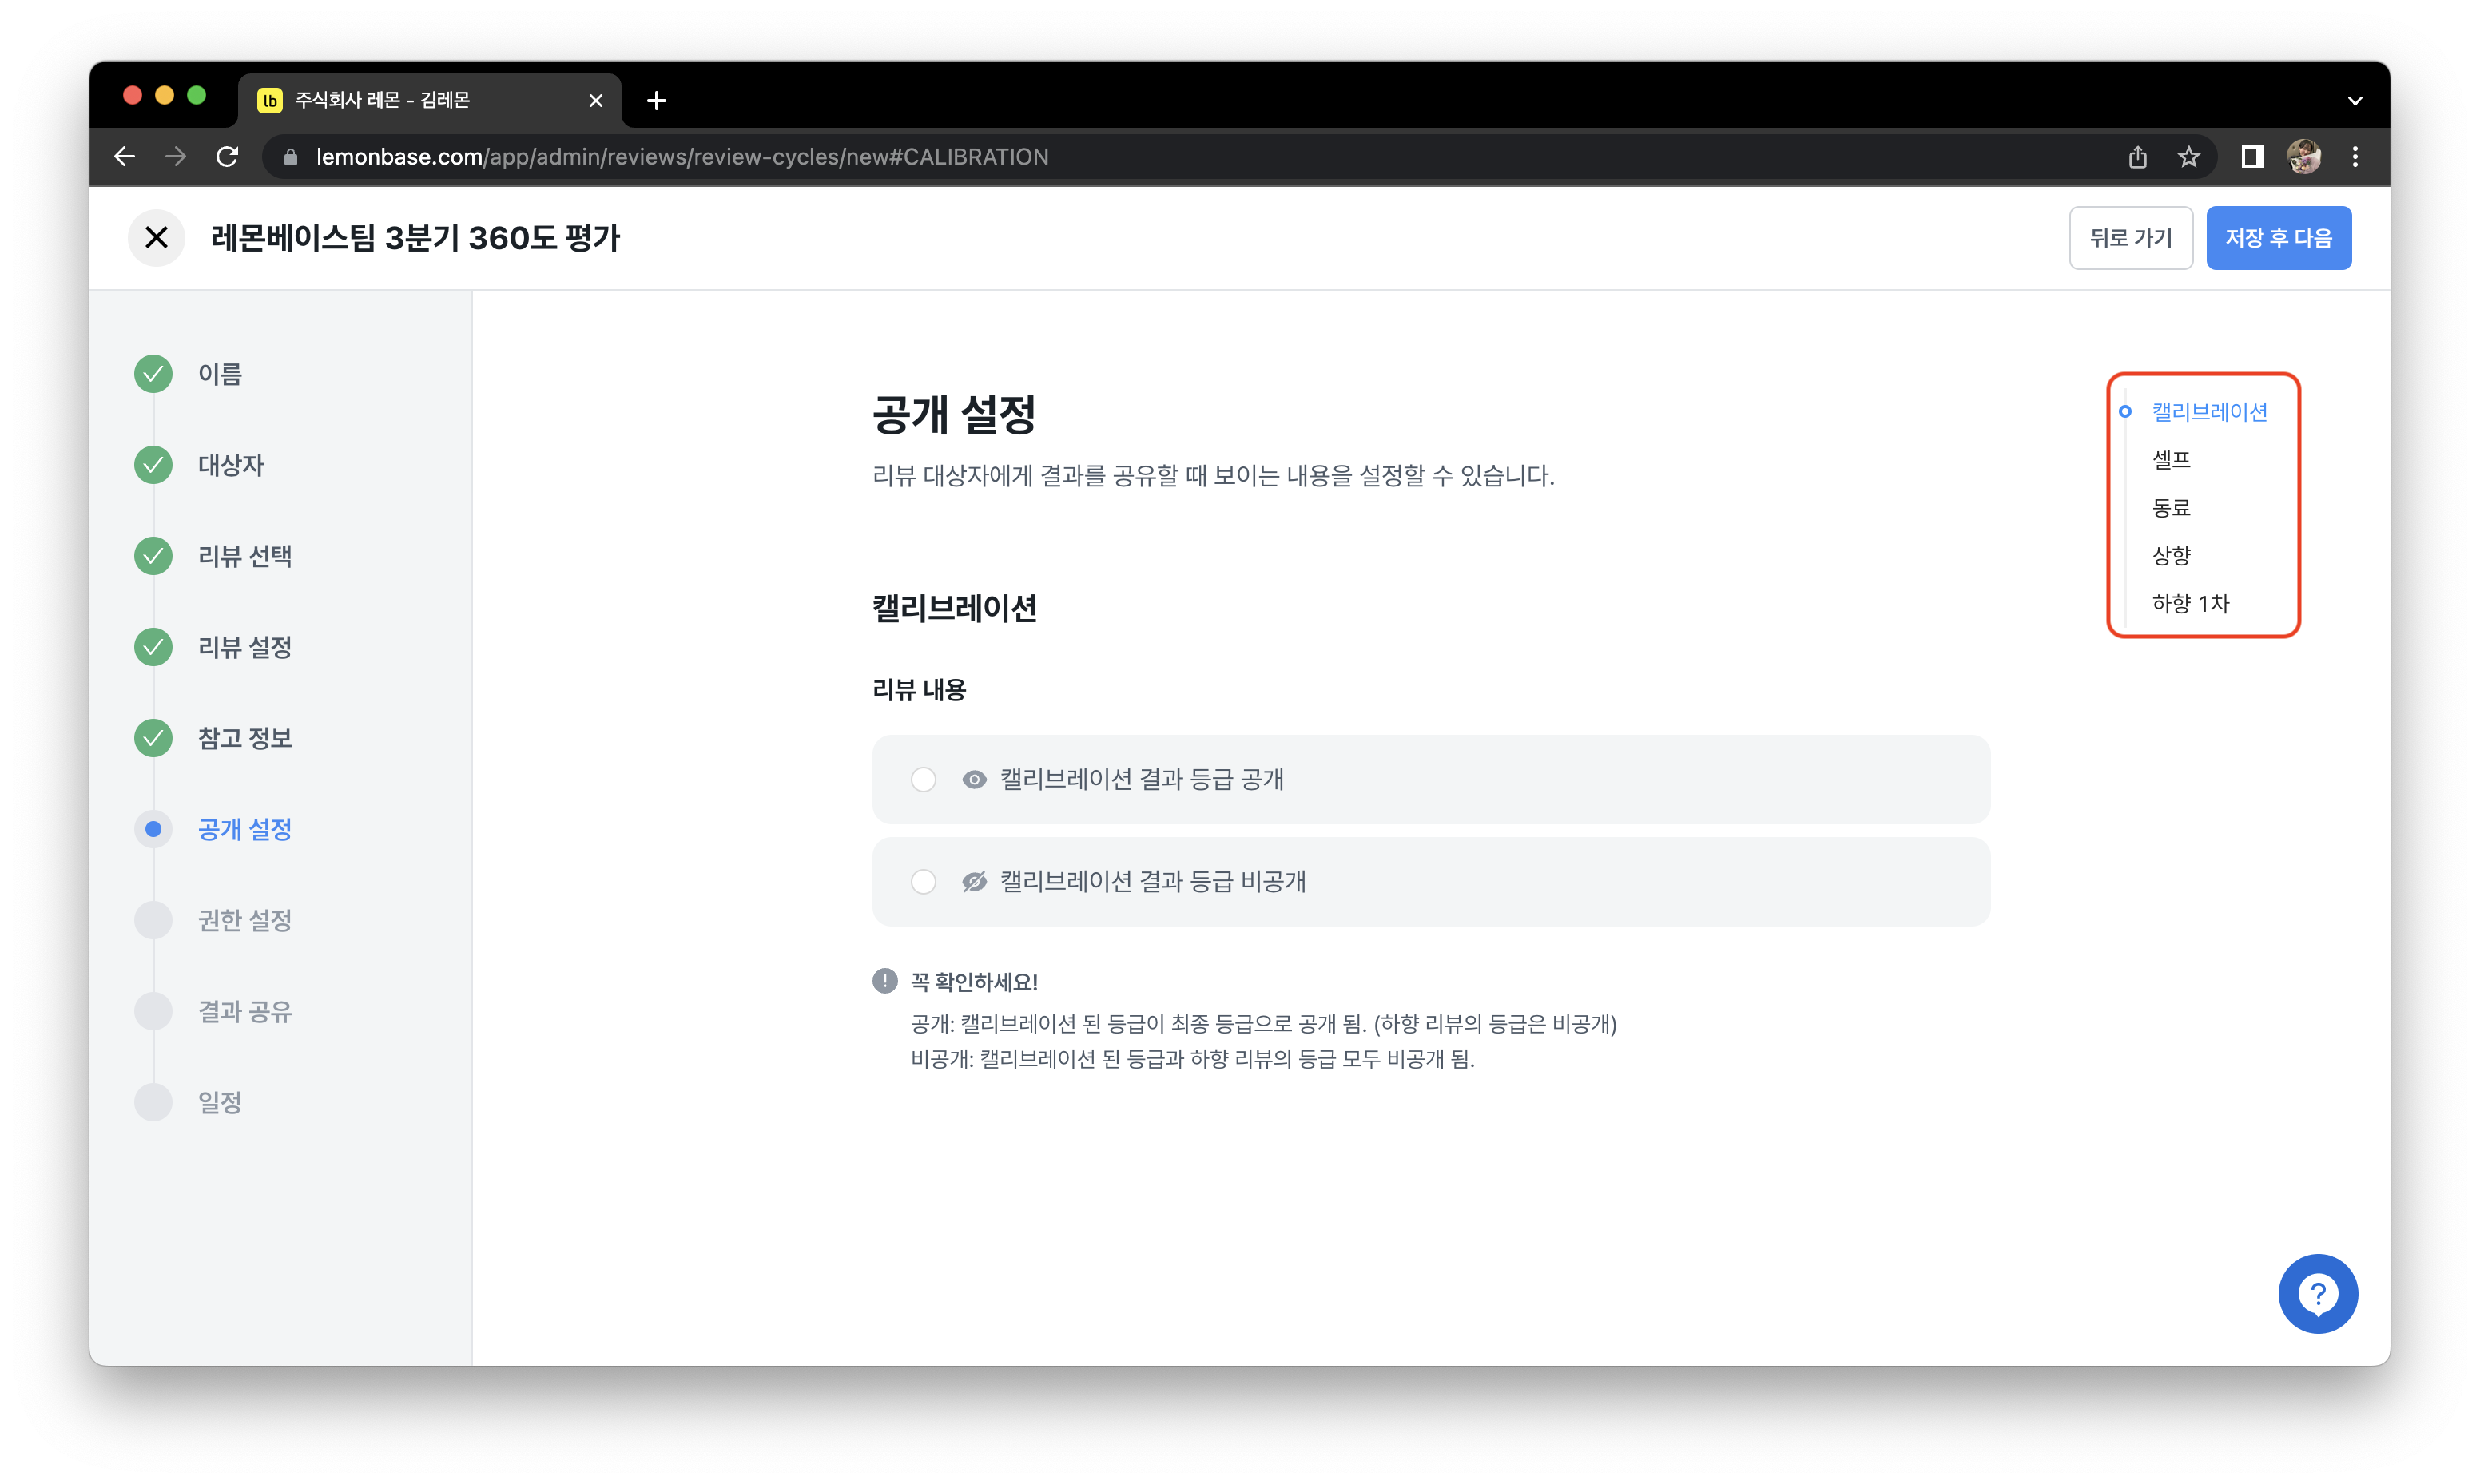 lb 주식회사 레몬 - 김레몬
lemonbase.com/app/admin/reviews/review-cycles/new#CALIBRATION
레몬베이스팀 3분기 360도 평가
뒤로 가기
저장 후 다음
이름
대상자
리뷰 선택
리뷰 설정
참고 정보
공개 설정
권한 설정
결과 공유
일정
공개 설정
리뷰 대상자에게 결과를 공유할 때 보이는 내용을 설정할 수 있습니다.
캘리브레이션
리뷰 내용
캘리브레이션 결과 등급 공개
캘리브레이션 결과 등급 비공개
꼭 확인하세요!
공개: 캘리브레이션 된 등급이 최종 등급으로 공개 됨. (하향 리뷰의 등급은 비공개)
비공개: 캘리브레이션 된 등급과 하향 리뷰의 등급 모두 비공개 됨.
캘리브레이션
셀프
동료
상향
하향 1차